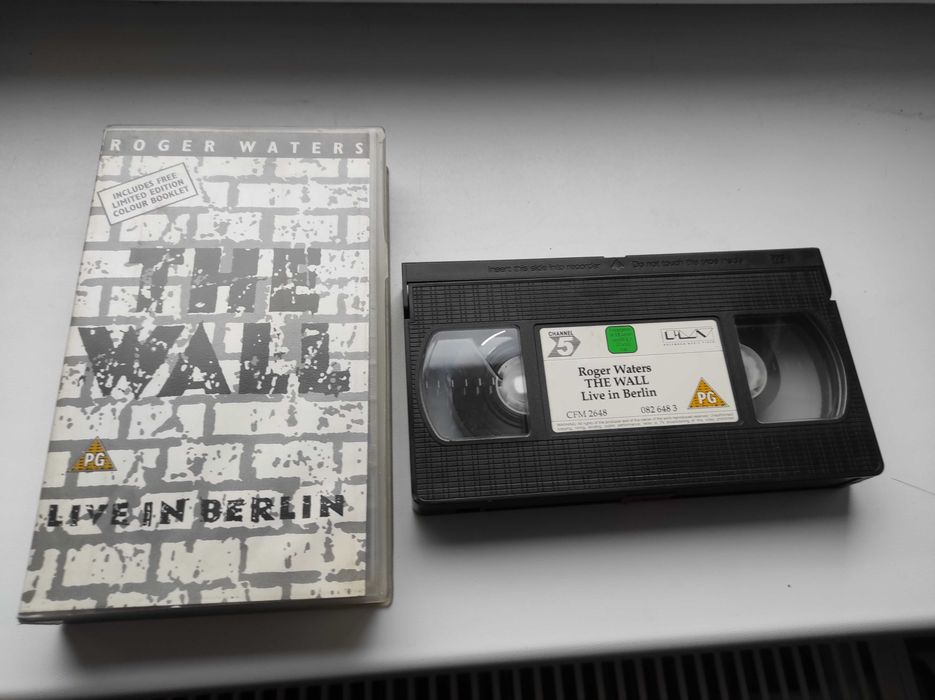 ROGER WATERS
INCLUDES FREE
LIMITED EDITION
COLOUR BOOKLET
THE
WALL
PG
LIVE IN BERLIN
Insert this side into recorder
Do not touch the tape inside
CHANNEL
5
Roger Waters
THE WALL
Live in Berlin
CFM 2648
082 648 3
PG